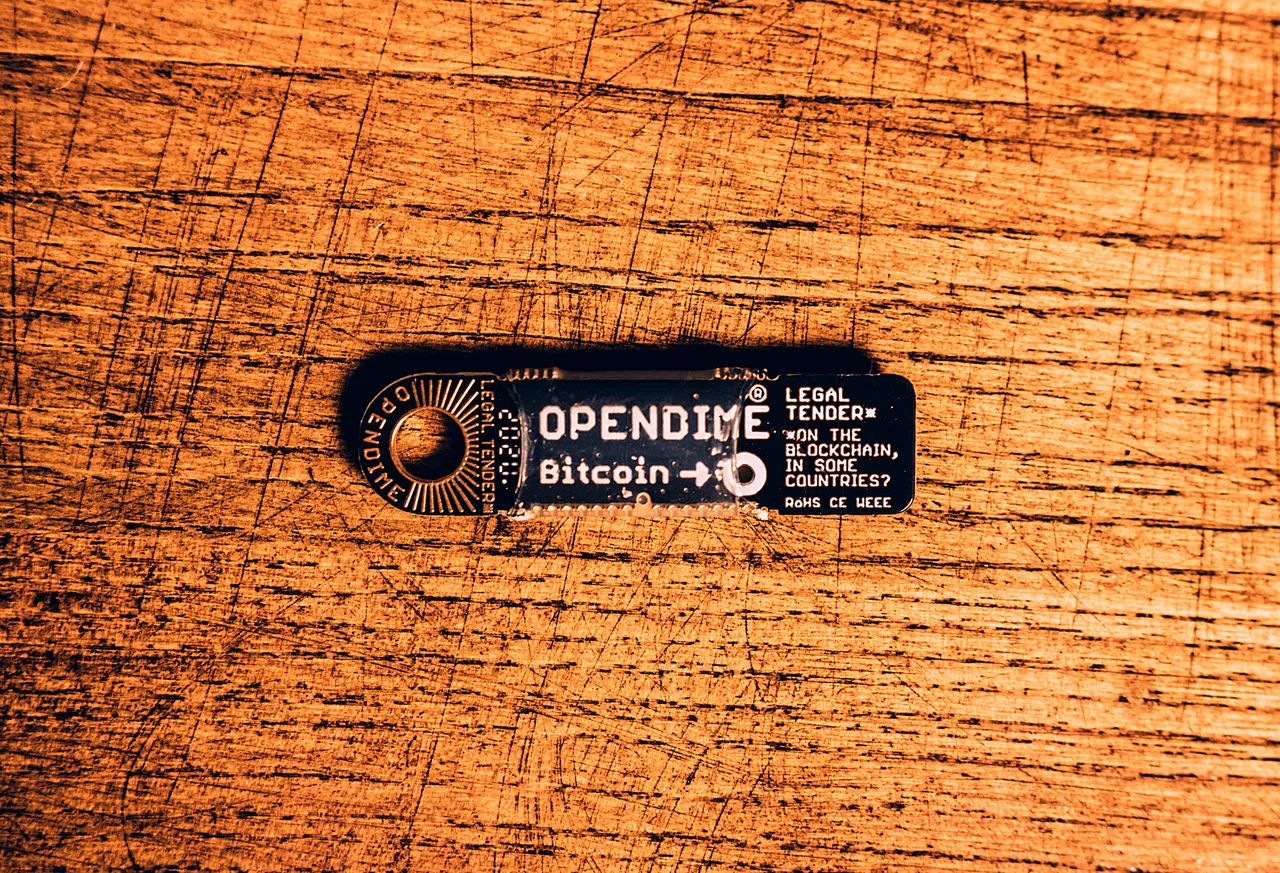 OPENDIME
LEGAL TENDER
2020.
OPENDIME®
Bitcoin →
LEGAL
TENDER*
*ON THE
BLOCKCHAIN,
IN SOME
COUNTRIES?
RoHS CE WEEE